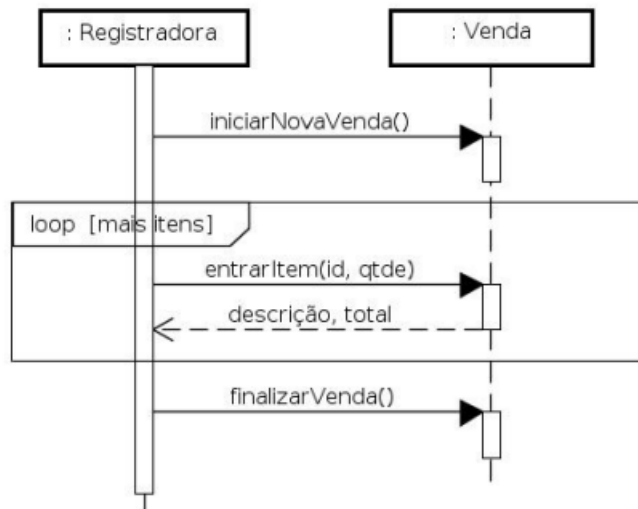 : Registradora
: Venda
iniciarNovaVenda()
loop [mais itens]
entrarItem(id, qtde)
descrição, total
finalizarVenda()